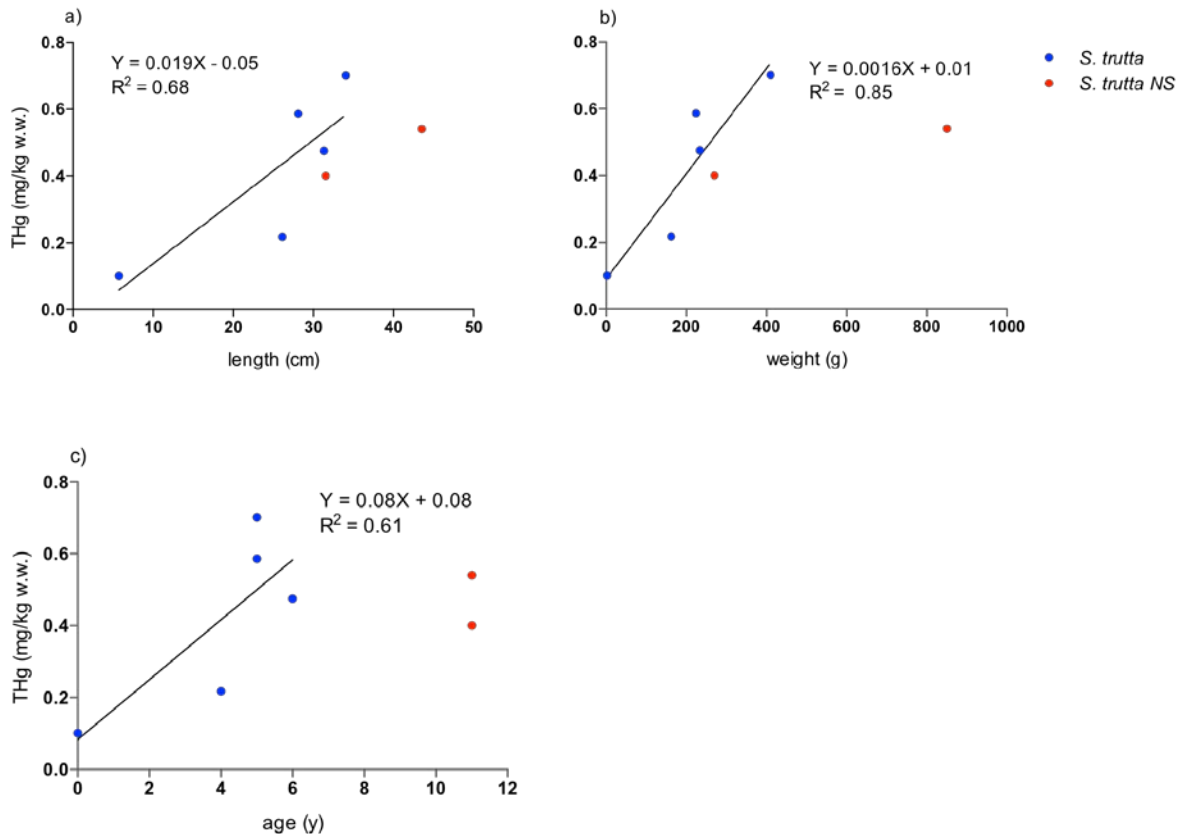 a)
Y = 0.019X - 0.05
R² = 0.68
0.8
0.6
0.4
0.2
0.0
THg (mg/kg w.w.)
0 10 20 30 40 50
length (cm)
b)
Y = 0.0016X + 0.01
R² = 0.85
0.8
0.6
0.4
0.2
0.0
0 200 400 600 800 1000
weight (g)
S. trutta
S. trutta NS
c)
Y = 0.08X + 0.08
R² = 0.61
0.8
0.6
0.4
0.2
0.0
THg (mg/kg w.w.)
0 2 4 6 8 10 12
age (y)